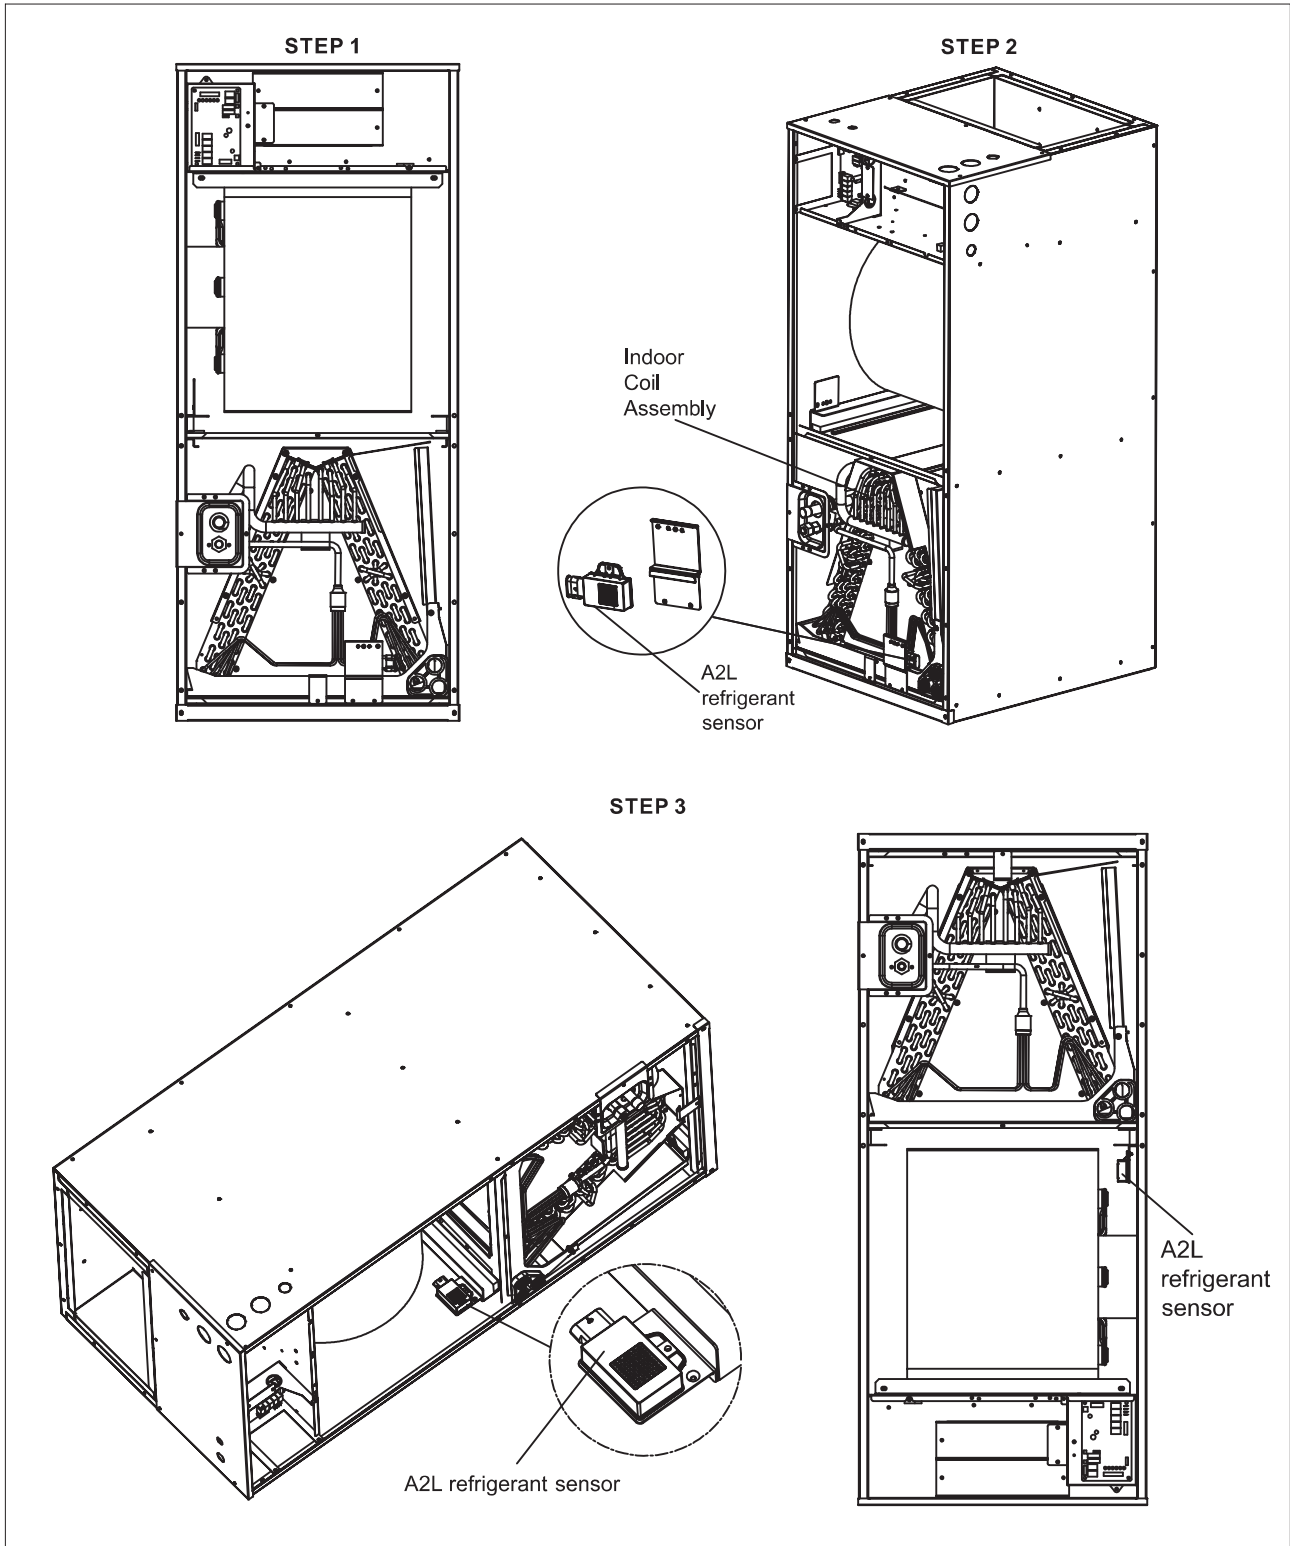 STEP 1
STEP 2
Indoor
Coil
Assembly
A2L
refrigerant
sensor
STEP 3
A2L
refrigerant
sensor
A2L refrigerant sensor